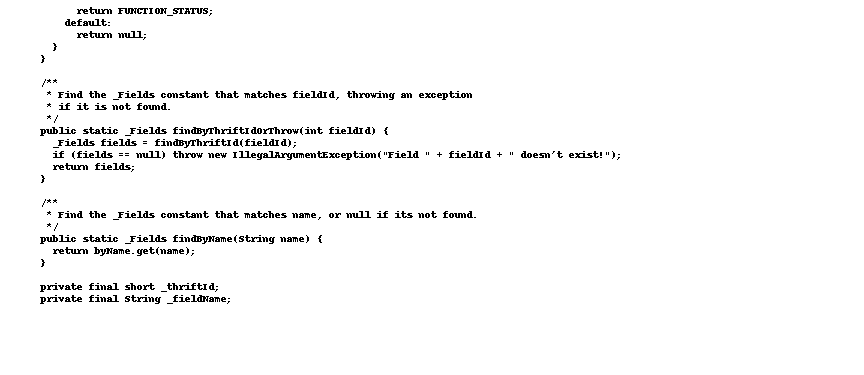 return FUNCTION_STATUS;
default:
return null;
}
}
/**
* Find the _Fields constant that matches fieldId, throwing an exception
* if it is not found.
*/
public static _Fields findByThriftIdOrThrow(int fieldId) {
_Fields fields = findByThriftId(fieldId);
if (fields == null) throw new IllegalArgumentException("Field " + fieldId + " doesn't exist!");
return fields;
}
/**
* Find the _Fields constant that matches name, or null if its not found.
*/
public static _Fields findByName(String name) {
return byName.get(name);
}
private final short _thriftId;
private final String _fieldName;